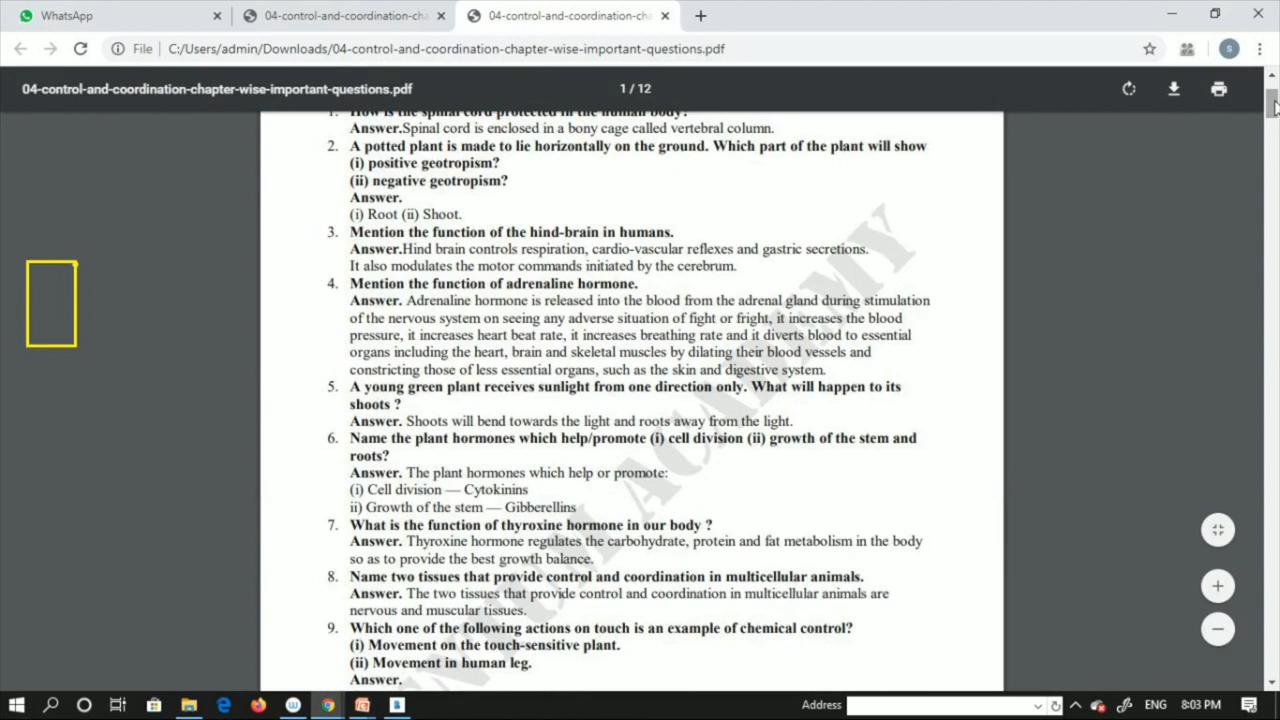 WhatsApp
04-control-and-coordination-cha
04-control-and-coordination-cha
File
C:/Users/admin/Downloads/04-control-and-coordination-chapter-wise-important-questions.pdf
S
04-control-and-coordination-chapter-wise-important-questions.pdf
1 / 12
1. How is the spinal cord protected in the human body?
Answer.Spinal cord is enclosed in a bony cage called vertebral column.
2. A potted plant is made to lie horizontally on the ground. Which part of the plant will show
(i) positive geotropism?
(ii) negative geotropism?
Answer.
(i) Root (ii) Shoot.
3. Mention the function of the hind-brain in humans.
Answer.Hind brain controls respiration, cardio-vascular reflexes and gastric secretions.
It also modulates the motor commands initiated by the cerebrum.
4. Mention the function of adrenaline hormone.
Answer. Adrenaline hormone is released into the blood from the adrenal gland during stimulation
of the nervous system on seeing any adverse situation of fight or fright, it increases the blood
pressure, it increases heart beat rate, it increases breathing rate and it diverts blood to essential
organs including the heart, brain and skeletal muscles by dilating their blood vessels and
constricting those of less essential organs, such as the skin and digestive system.
5. A young green plant receives sunlight from one direction only. What will happen to its
shoots ?
Answer. Shoots will bend towards the light and roots away from the light.
6. Name the plant hormones which help/promote (i) cell division (ii) growth of the stem and
roots?
Answer. The plant hormones which help or promote:
(i) Cell division — Cytokinins
ii) Growth of the stem — Gibberellins
7. What is the function of thyroxine hormone in our body ?
Answer. Thyroxine hormone regulates the carbohydrate, protein and fat metabolism in the body
so as to provide the best growth balance.
8. Name two tissues that provide control and coordination in multicellular animals.
Answer. The two tissues that provide control and coordination in multicellular animals are
nervous and muscular tissues.
9. Which one of the following actions on touch is an example of chemical control?
(i) Movement on the touch-sensitive plant.
(ii) Movement in human leg.
Answer.
ACADEMY
Address
ENG
8:03 PM